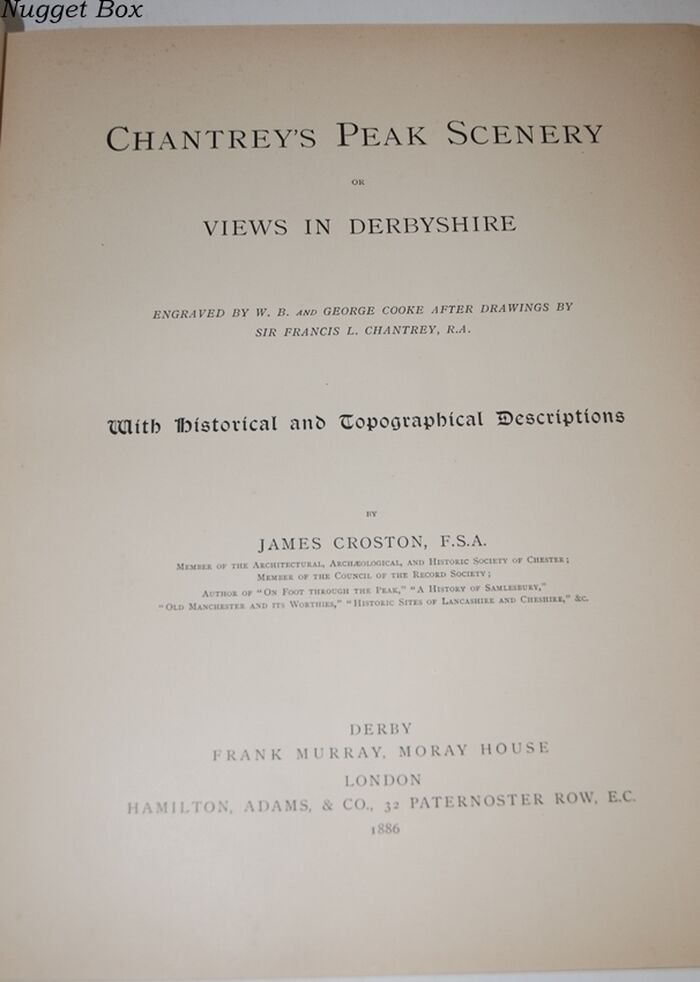 Nugget Box
CHANTREY'S PEAK SCENERY
OR
VIEWS IN DERBYSHIRE
ENGRAVED BY W. B. AND GEORGE COOKE AFTER DRAWINGS BY
SIR FRANCIS L. CHANTREY, R.A.
With Historical and Topographical Descriptions
BY
JAMES CROSTON, F.S.A.
MEMBER OF THE ARCHITECTURAL, ARCHÆOLOGICAL, AND HISTORIC SOCIETY OF CHESTER;
MEMBER OF THE COUNCIL OF THE RECORD SOCIETY;
AUTHOR OF "ON FOOT THROUGH THE PEAK," "A HISTORY OF SAMLESBURY,"
"OLD MANCHESTER AND ITS WORTHIES," "HISTORIC SITES OF LANCASHIRE AND CHESHIRE," &C.
DERBY
FRANK MURRAY, MORAY HOUSE
LONDON
HAMILTON, ADAMS, & CO., 32 PATERNOSTER ROW, E.C.
1886